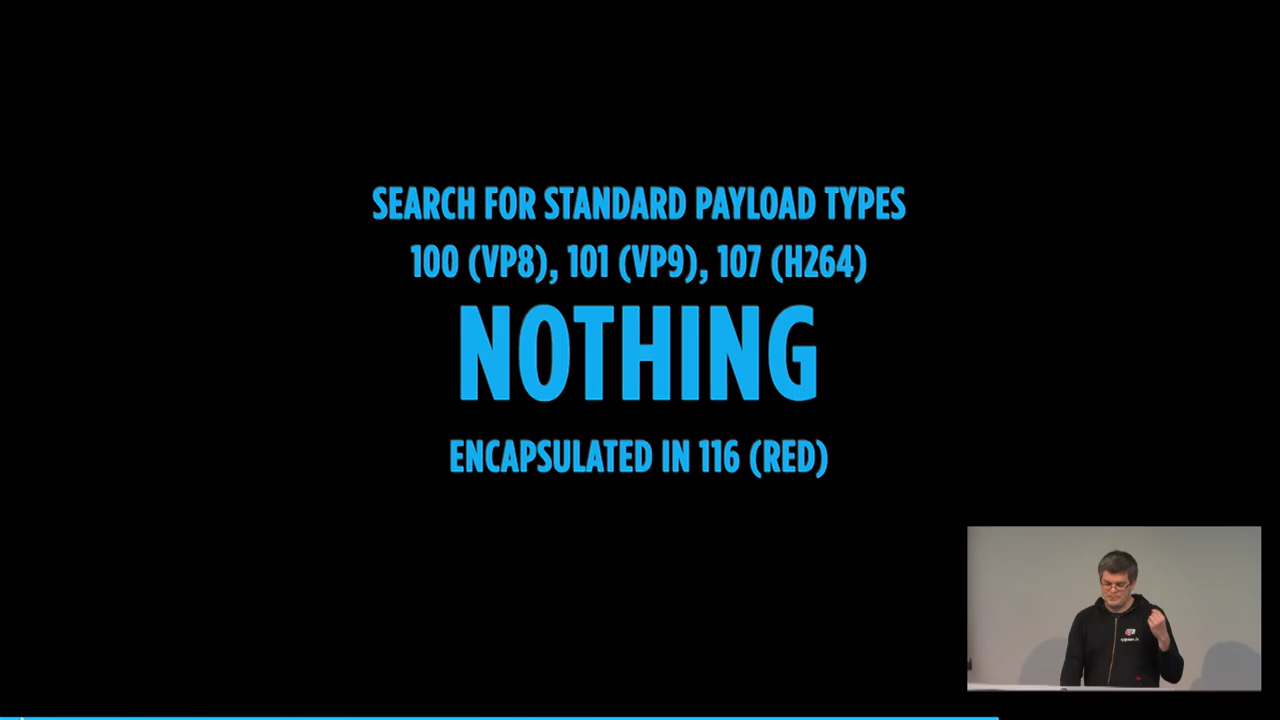 SEARCH FOR STANDARD PAYLOAD TYPES
100 (VP8), 101 (VP9), 107 (H264)
NOTHING
ENCAPSULATED IN 116 (RED)